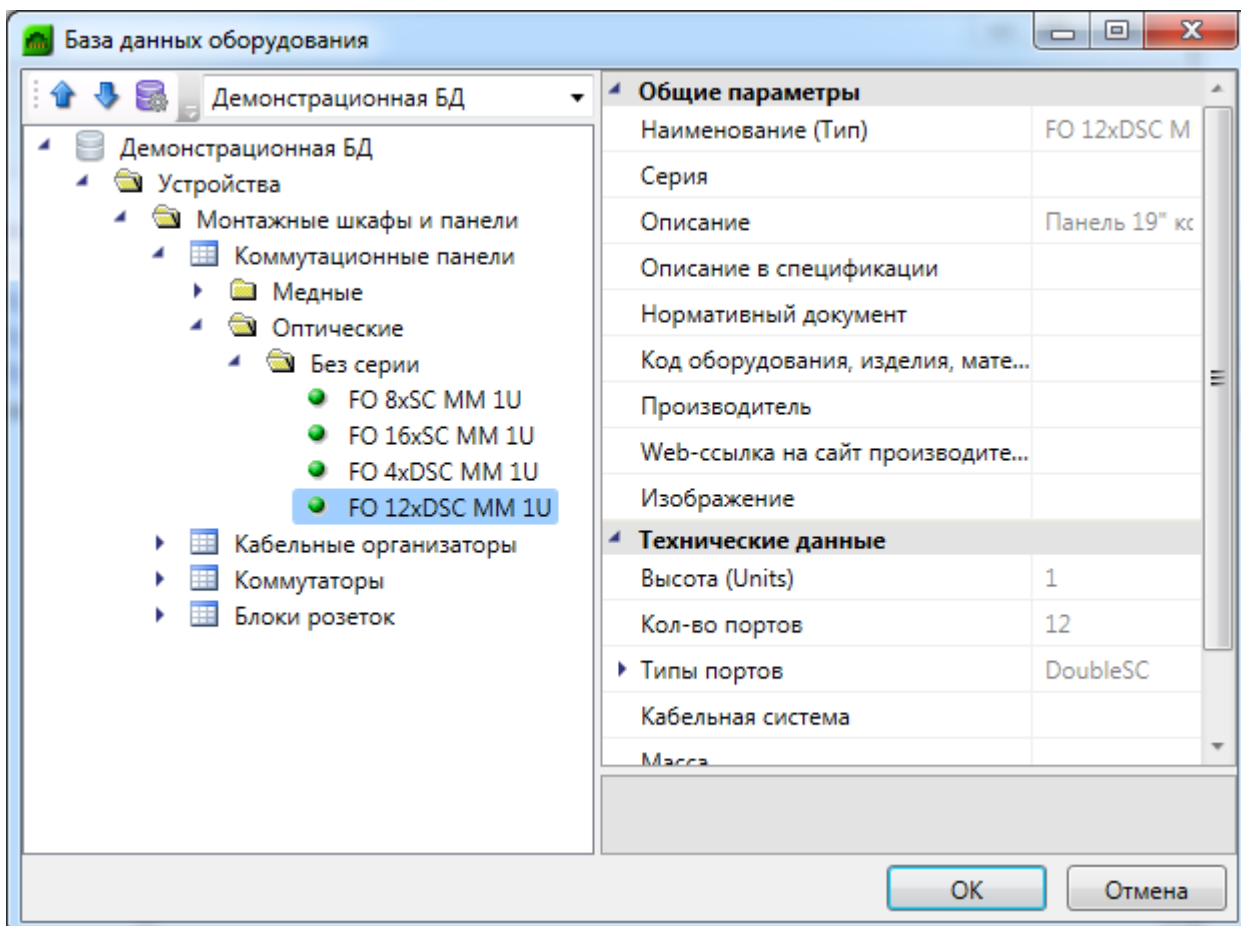 База данных оборудования
Демонстрационная БД
Демонстрационная БД
Устройства
Монтажные шкафы и панели
Коммутационные панели
Медные
Оптические
Без серии
FO 8xSC MM 1U
FO 16xSC MM 1U
FO 4xDSC MM 1U
FO 12xDSC MM 1U
Кабельные организаторы
Коммутаторы
Блоки розеток
Общие параметры
Наименование (Тип) FO 12xDSC M
Серия
Описание Панель 19" кс
Описание в спецификации
Нормативный документ
Код оборудования, изделия, мате...
Производитель
Web-ссылка на сайт производите...
Изображение
Технические данные
Высота (Units) 1
Кол-во портов 12
Типы портов DoubleSC
Кабельная система
Масса
OK
Отмена